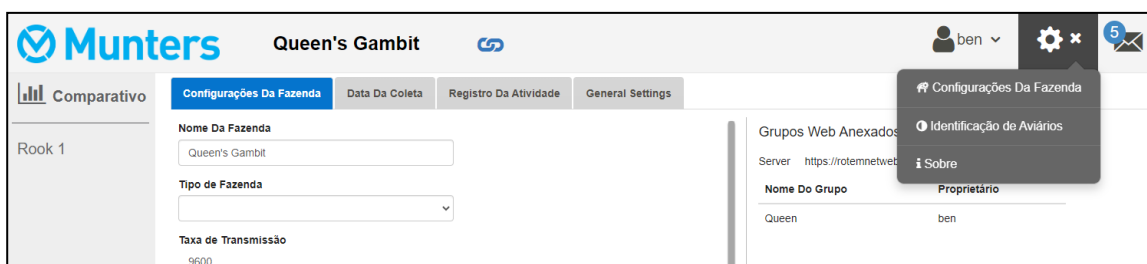 Munters
Queen's Gambit
ben
5
Comparativo
Rook 1
Configurações Da Fazenda
Data Da Coleta
Registro Da Atividade
General Settings
Nome Da Fazenda
Queen's Gambit
Tipo de Fazenda
Taxa de Transmissão
9600
Grupos Web Anexados
Server https://rotemnetweb
Nome Do Grupo Proprietário
Queen ben
Configurações Da Fazenda
Identificação de Aviários
Sobre